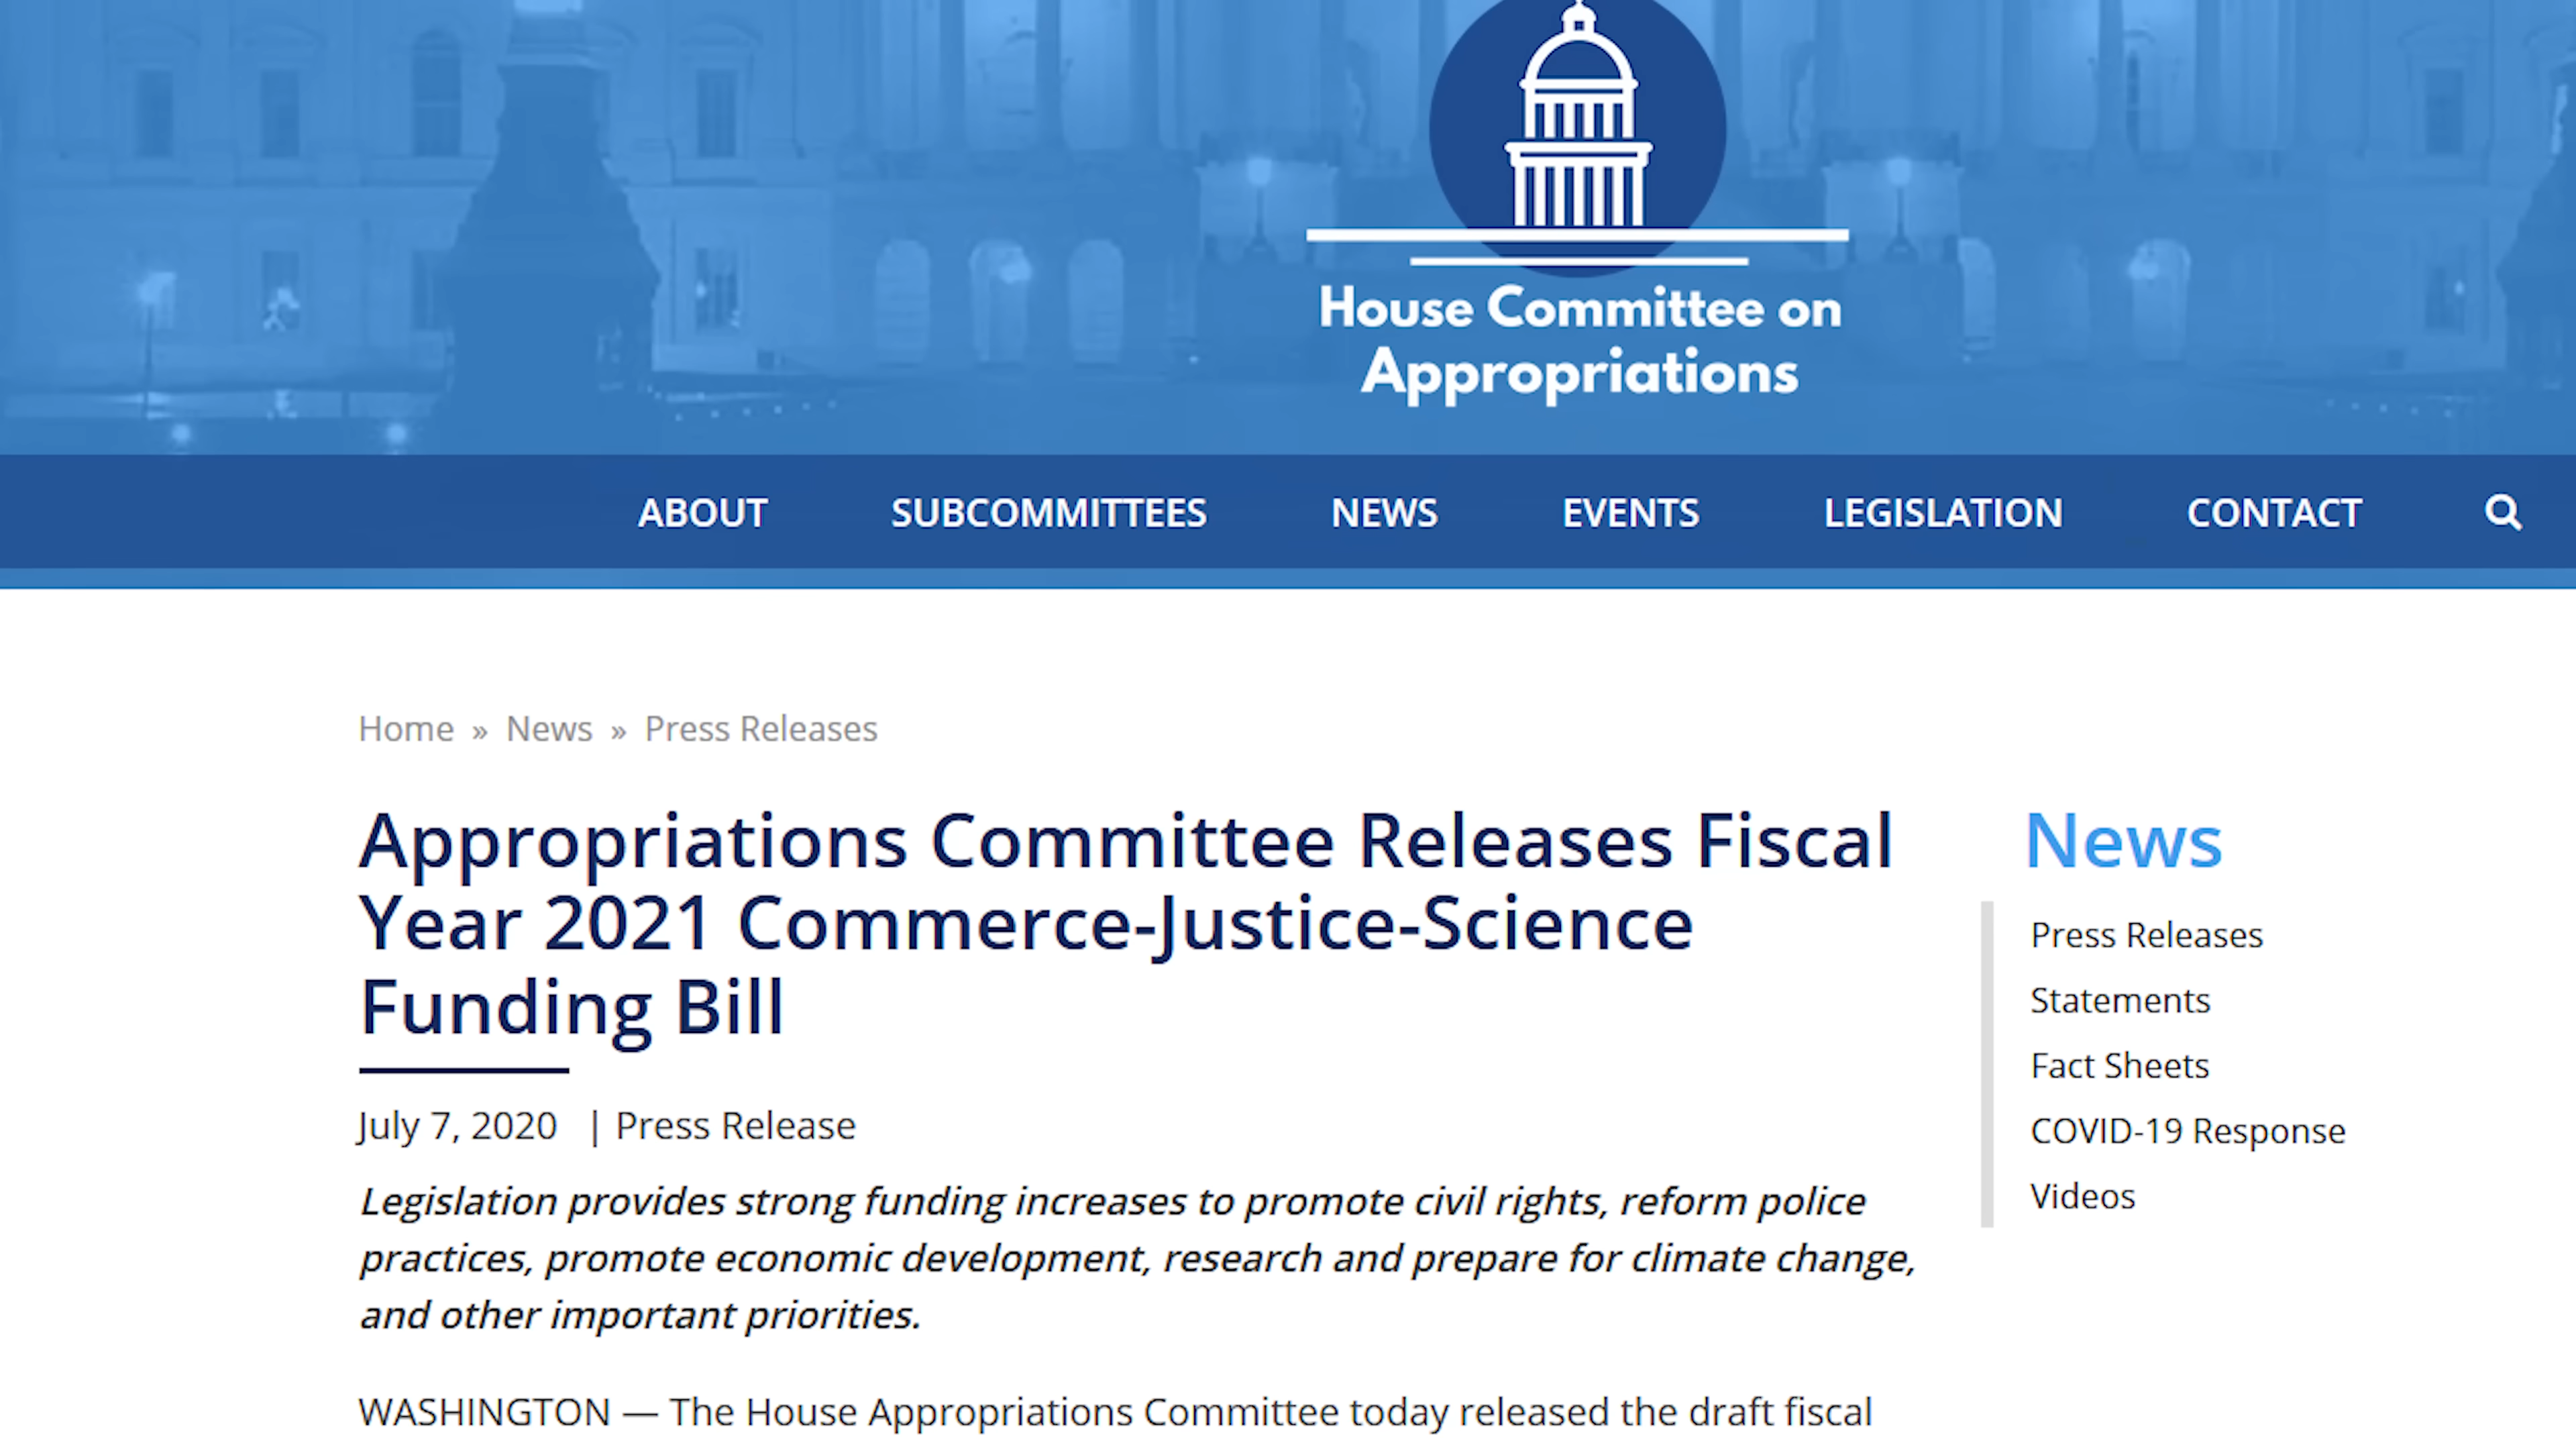 House Committee on
Appropriations
ABOUT SUBCOMMITTEES NEWS EVENTS LEGISLATION CONTACT
Home » News » Press Releases
Appropriations Committee Releases Fiscal
Year 2021 Commerce-Justice-Science
Funding Bill
July 7, 2020 | Press Release
Legislation provides strong funding increases to promote civil rights, reform police
practices, promote economic development, research and prepare for climate change,
and other important priorities.
WASHINGTON — The House Appropriations Committee today released the draft fiscal
News
Press Releases
Statements
Fact Sheets
COVID-19 Response
Videos